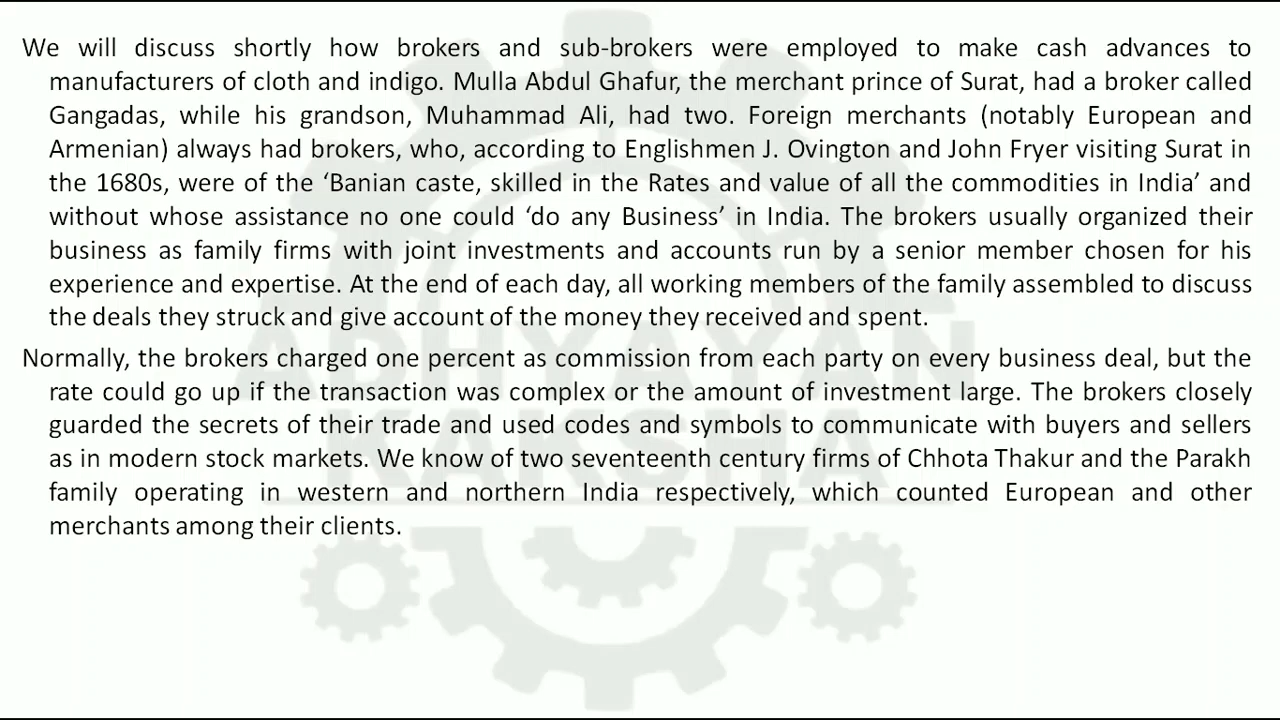 We will discuss shortly how brokers and sub-brokers were employed to make cash advances to
manufacturers of cloth and indigo. Mulla Abdul Ghafur, the merchant prince of Surat, had a broker called
Gangadas, while his grandson, Muhammad Ali, had two. Foreign merchants (notably European and
Armenian) always had brokers, who, according to Englishmen J. Ovington and John Fryer visiting Surat in
the 1680s, were of the ‘Banian caste, skilled in the Rates and value of all the commodities in India’ and
without whose assistance no one could ‘do any Business’ in India. The brokers usually organized their
business as family firms with joint investments and accounts run by a senior member chosen for his
experience and expertise. At the end of each day, all working members of the family assembled to discuss
the deals they struck and give account of the money they received and spent.
Normally, the brokers charged one percent as commission from each party on every business deal, but the
rate could go up if the transaction was complex or the amount of investment large. The brokers closely
guarded the secrets of their trade and used codes and symbols to communicate with buyers and sellers
as in modern stock markets. We know of two seventeenth century firms of Chhota Thakur and the Parakh
family operating in western and northern India respectively, which counted European and other
merchants among their clients.
ADHYAYAN
KAKSHA